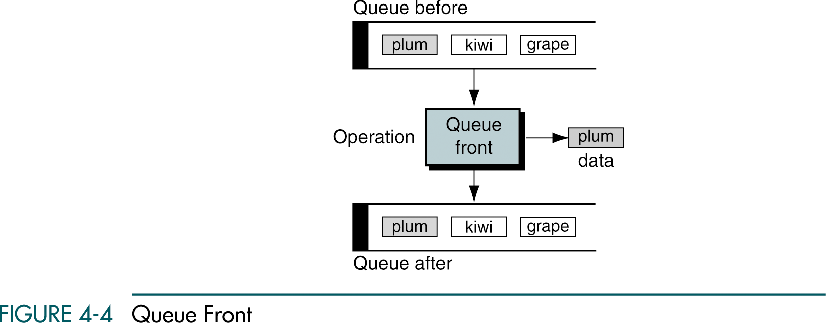 Queue before
plum kiwi grape
Operation
Queue
front
plum
data
plum kiwi grape
Queue after
FIGURE 4-4 Queue Front